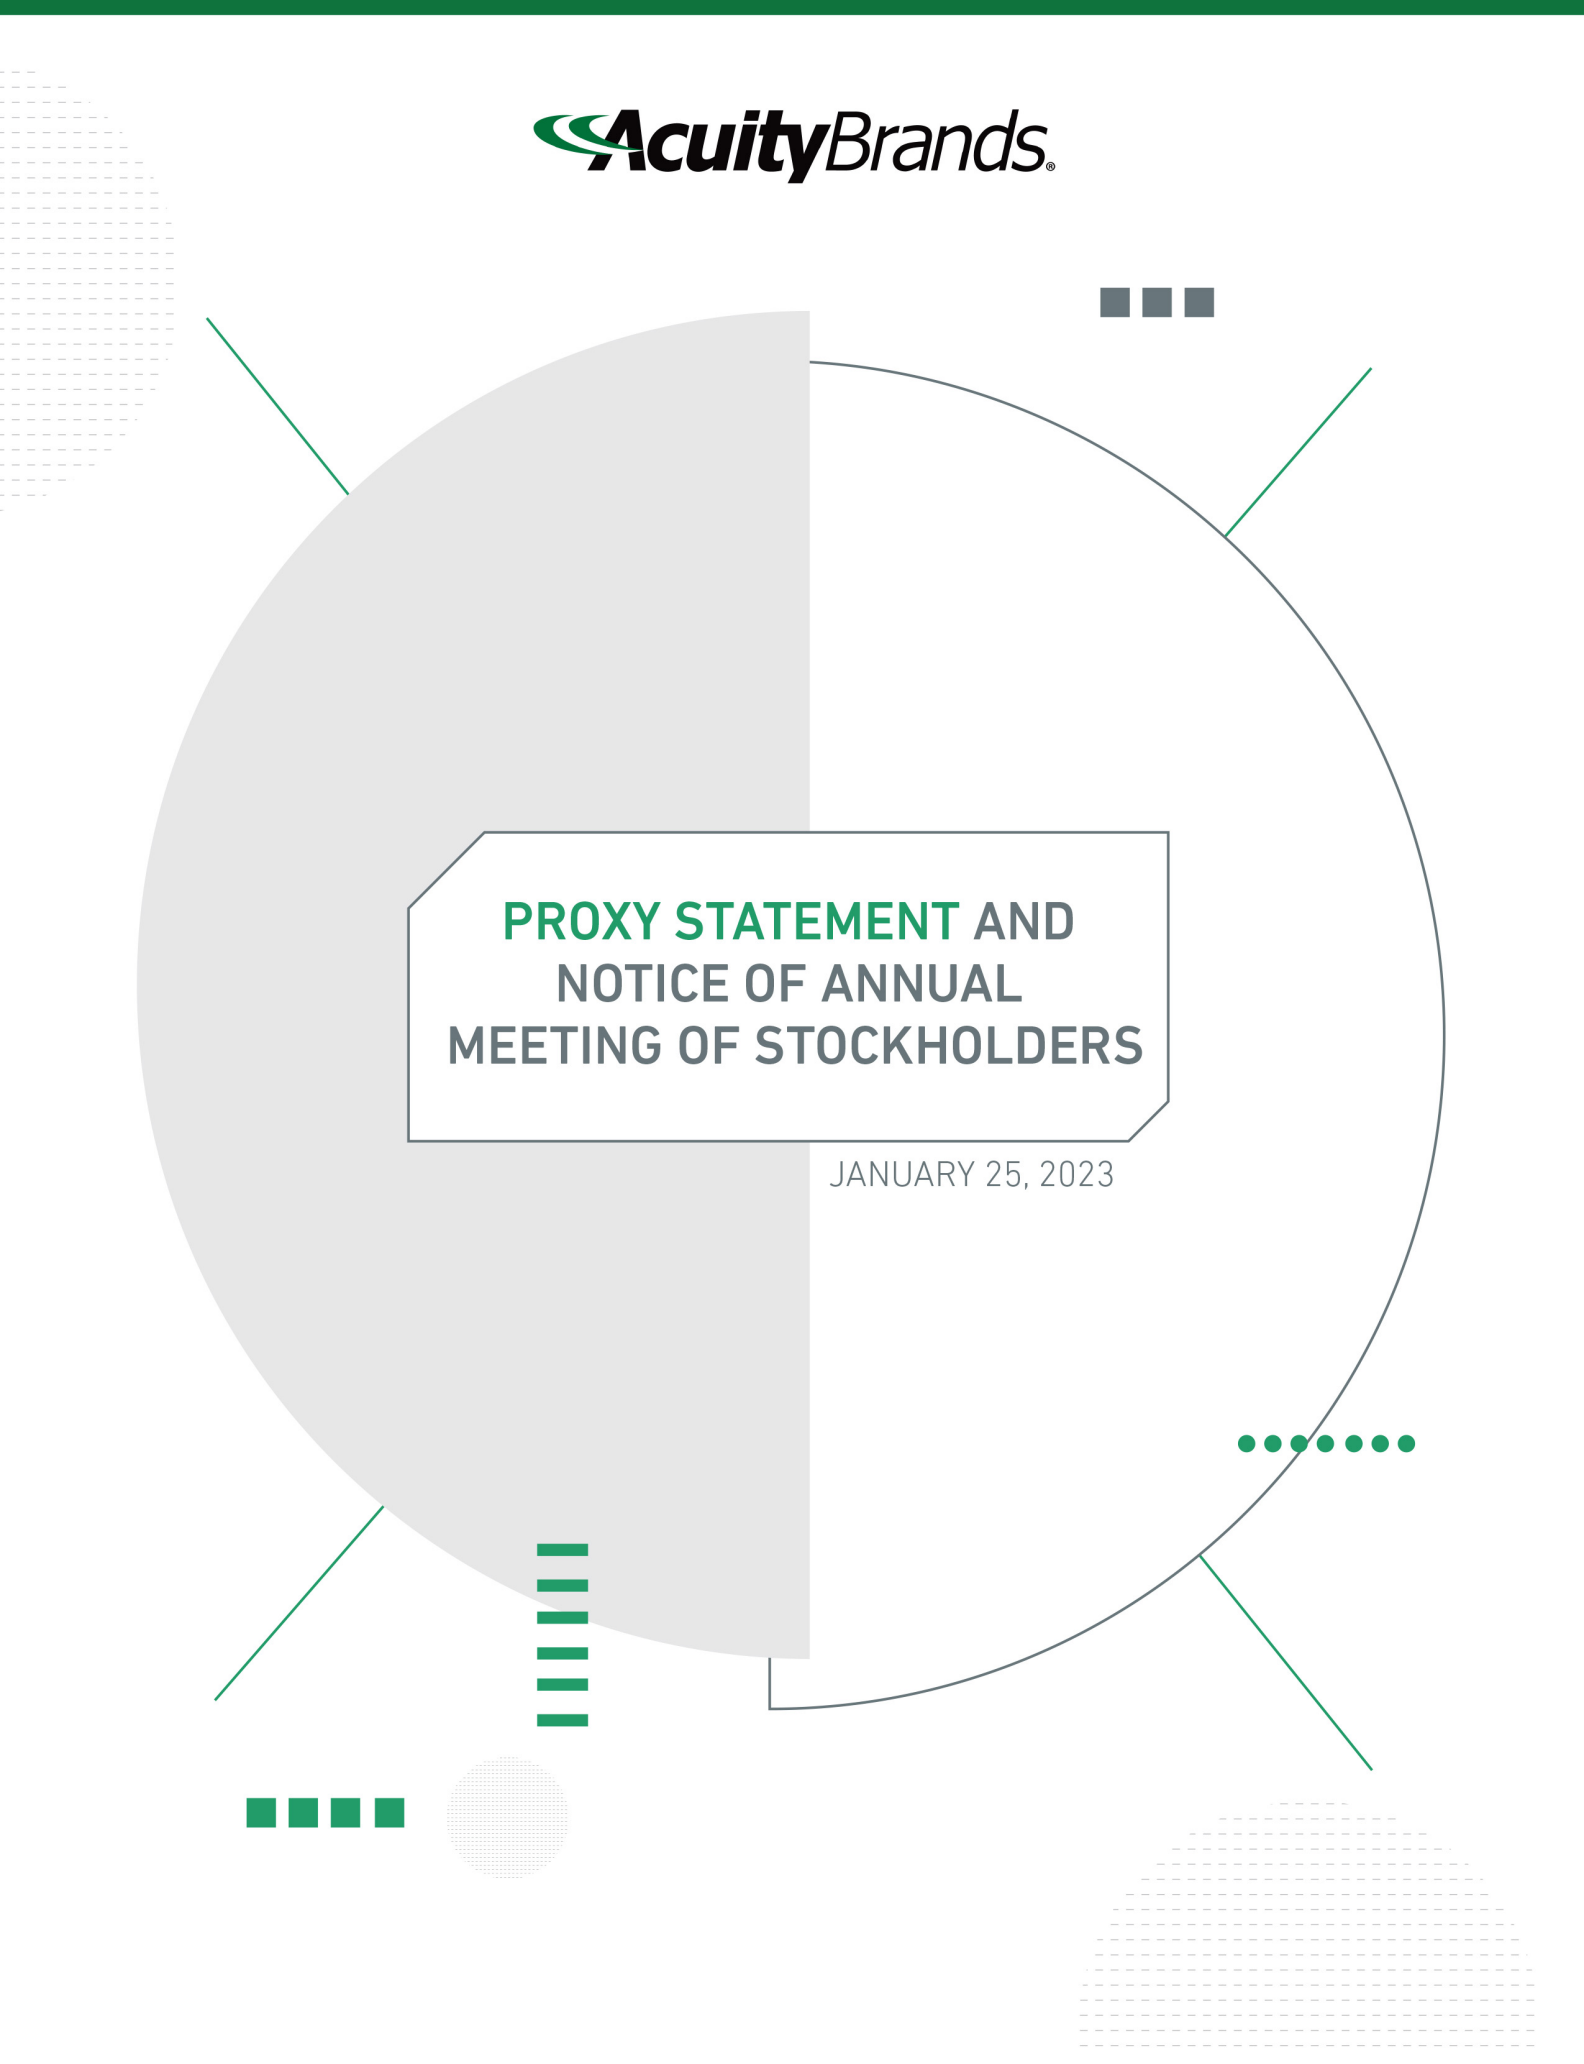 AcuityBrands®
PROXY STATEMENT AND
NOTICE OF ANNUAL
MEETING OF STOCKHOLDERS
JANUARY 25, 2023